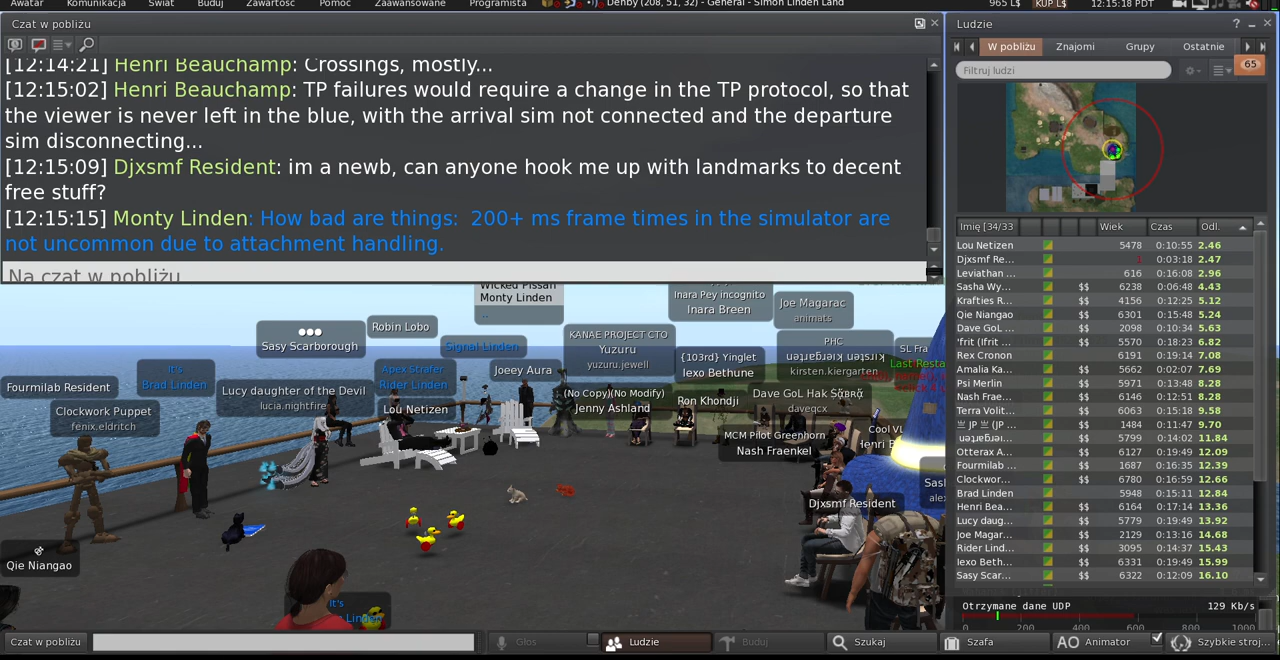 Awatar Komunikacja Świat Buduj Zawartość Pomoc Zaawansowane Programista Denby (208, 51, 32) - General - Simon Linden Land 965 L$ KUP L$ 12:15:18 PDT
Czat w pobliżu
[12:14:21] Henri Beauchamp: Crossings, mostly...
[12:15:02] Henri Beauchamp: TP failures would require a change in the TP protocol, so that
the viewer is never left in the blue, with the arrival sim not connected and the departure
sim disconnecting...
[12:15:09] Djxsmf Resident: im a newb, can anyone hook me up with landmarks to decent
free stuff?
[12:15:15] Monty Linden: How bad are things:  200+ ms frame times in the simulator are
not uncommon due to attachment handling.
Na czat w pobliżu
Wicked Pissah
Monty Linden
Inara Pey incognito
Inara Breen
Joe Magarac
animats
Robin Lobo
Sasy Scarborough
Signal Linden
KANAE PROJECT CTO
Yuzuru
yuzuru.jewell
PHC
kirsten.kiergarten
SL Fra
Last Resta
{103rd} Yinglet
Iexo Bethune
It's
Brad Linden
Apex Strafer
Rider Linden
Joeey Aura
Fourmilab Resident
Lucy daughter of the Devil
lucia.nightfire
Lou Netizen
(No Copy)(No Modify)
Jenny Ashland
Ron Khondji
Dave GoL Hak
davegcx
Clockwork Puppet
fenix.eldritch
MCM Pilot Greenhorn
Nash Fraenkel
Cool VL
Henri B
Sas
alex
Djxsmf Resident
Qie Niangao
It's
Linden
Ludzie
W pobliżu Znajomi Grupy Ostatnie
Filtruj ludzi
65
Imię [34/33 Wiek Czas Odl.
Lou Netizen 5478 0:10:55 2.46
Djxsmf Re... 1 0:03:18 2.47
Leviathan ... 616 0:16:08 2.96
Sasha Wy... $$ 6238 0:06:48 4.43
Krafties R... $$ 4156 0:12:25 5.12
Qie Niangao $$ 6301 0:15:48 5.24
Dave GoL ... $$ 2098 0:10:34 5.63
'frit (Ifrit ... $$ 5570 0:18:23 6.82
Rex Cronon $$ 6191 0:19:14 7.08
Amalia Ka... $$ 5662 0:02:07 7.69
Psi Merlin $$ 5971 0:13:48 8.28
Nash Frae... $$ 6146 0:12:51 8.28
Terra Volit... $$ 6063 0:15:18 9.58
JP (JP ... $$ 1484 0:11:47 9.70
$$ 5799 0:14:02 11.84
Otterax A... $$ 6127 0:19:49 12.09
Fourmilab ... $$ 1687 0:16:35 12.39
Clockwor... $$ 6780 0:16:59 12.66
Brad Linden 5948 0:15:11 12.84
Henri Bea... $$ 6164 0:17:14 13.36
Lucy daug... $$ 5779 0:19:49 13.92
Joe Magar... $$ 2129 0:13:16 14.68
Rider Lind... $$ 3095 0:14:37 15.43
Iexo Beth... $$ 6331 0:19:49 15.99
Sasy Scar... $$ 6322 0:12:09 16.10
Otrzymane dane UDP 129 Kb/s
0 200 400 600 800 1000
Czat w pobliżu Głos Ludzie Buduj Szukaj Szafa AO Animator Szybkie stroj...